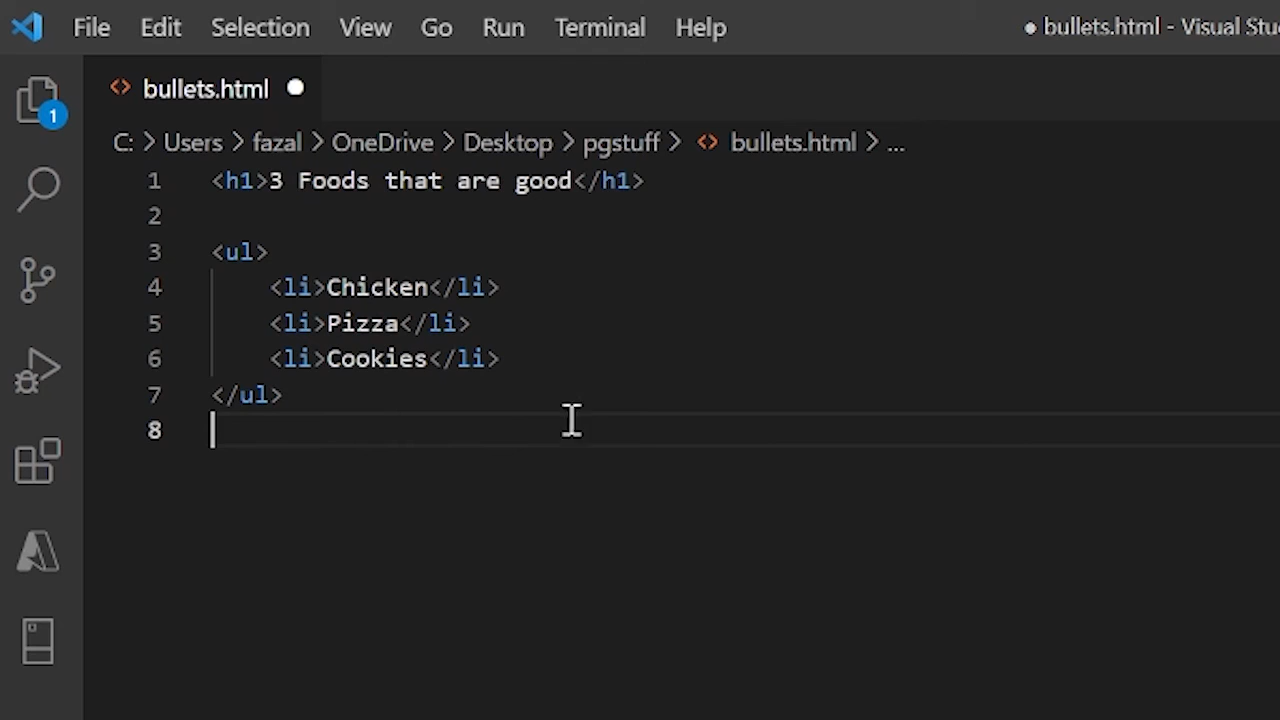 File Edit Selection View Go Run Terminal Help ● bullets.html - Visual Stu
<> bullets.html ●
1
C: > Users > fazal > OneDrive > Desktop > pgstuff > <> bullets.html > ...
1 <h1>3 Foods that are good</h1>
2
3 <ul>
4     <li>Chicken</li>
5     <li>Pizza</li>
6     <li>Cookies</li>
7 </ul>
8